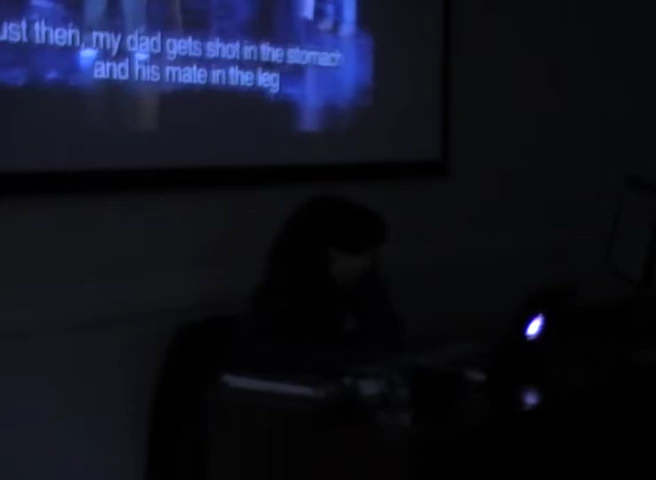 ust then, my dad gets shot in the stomach
and his mate in the leg